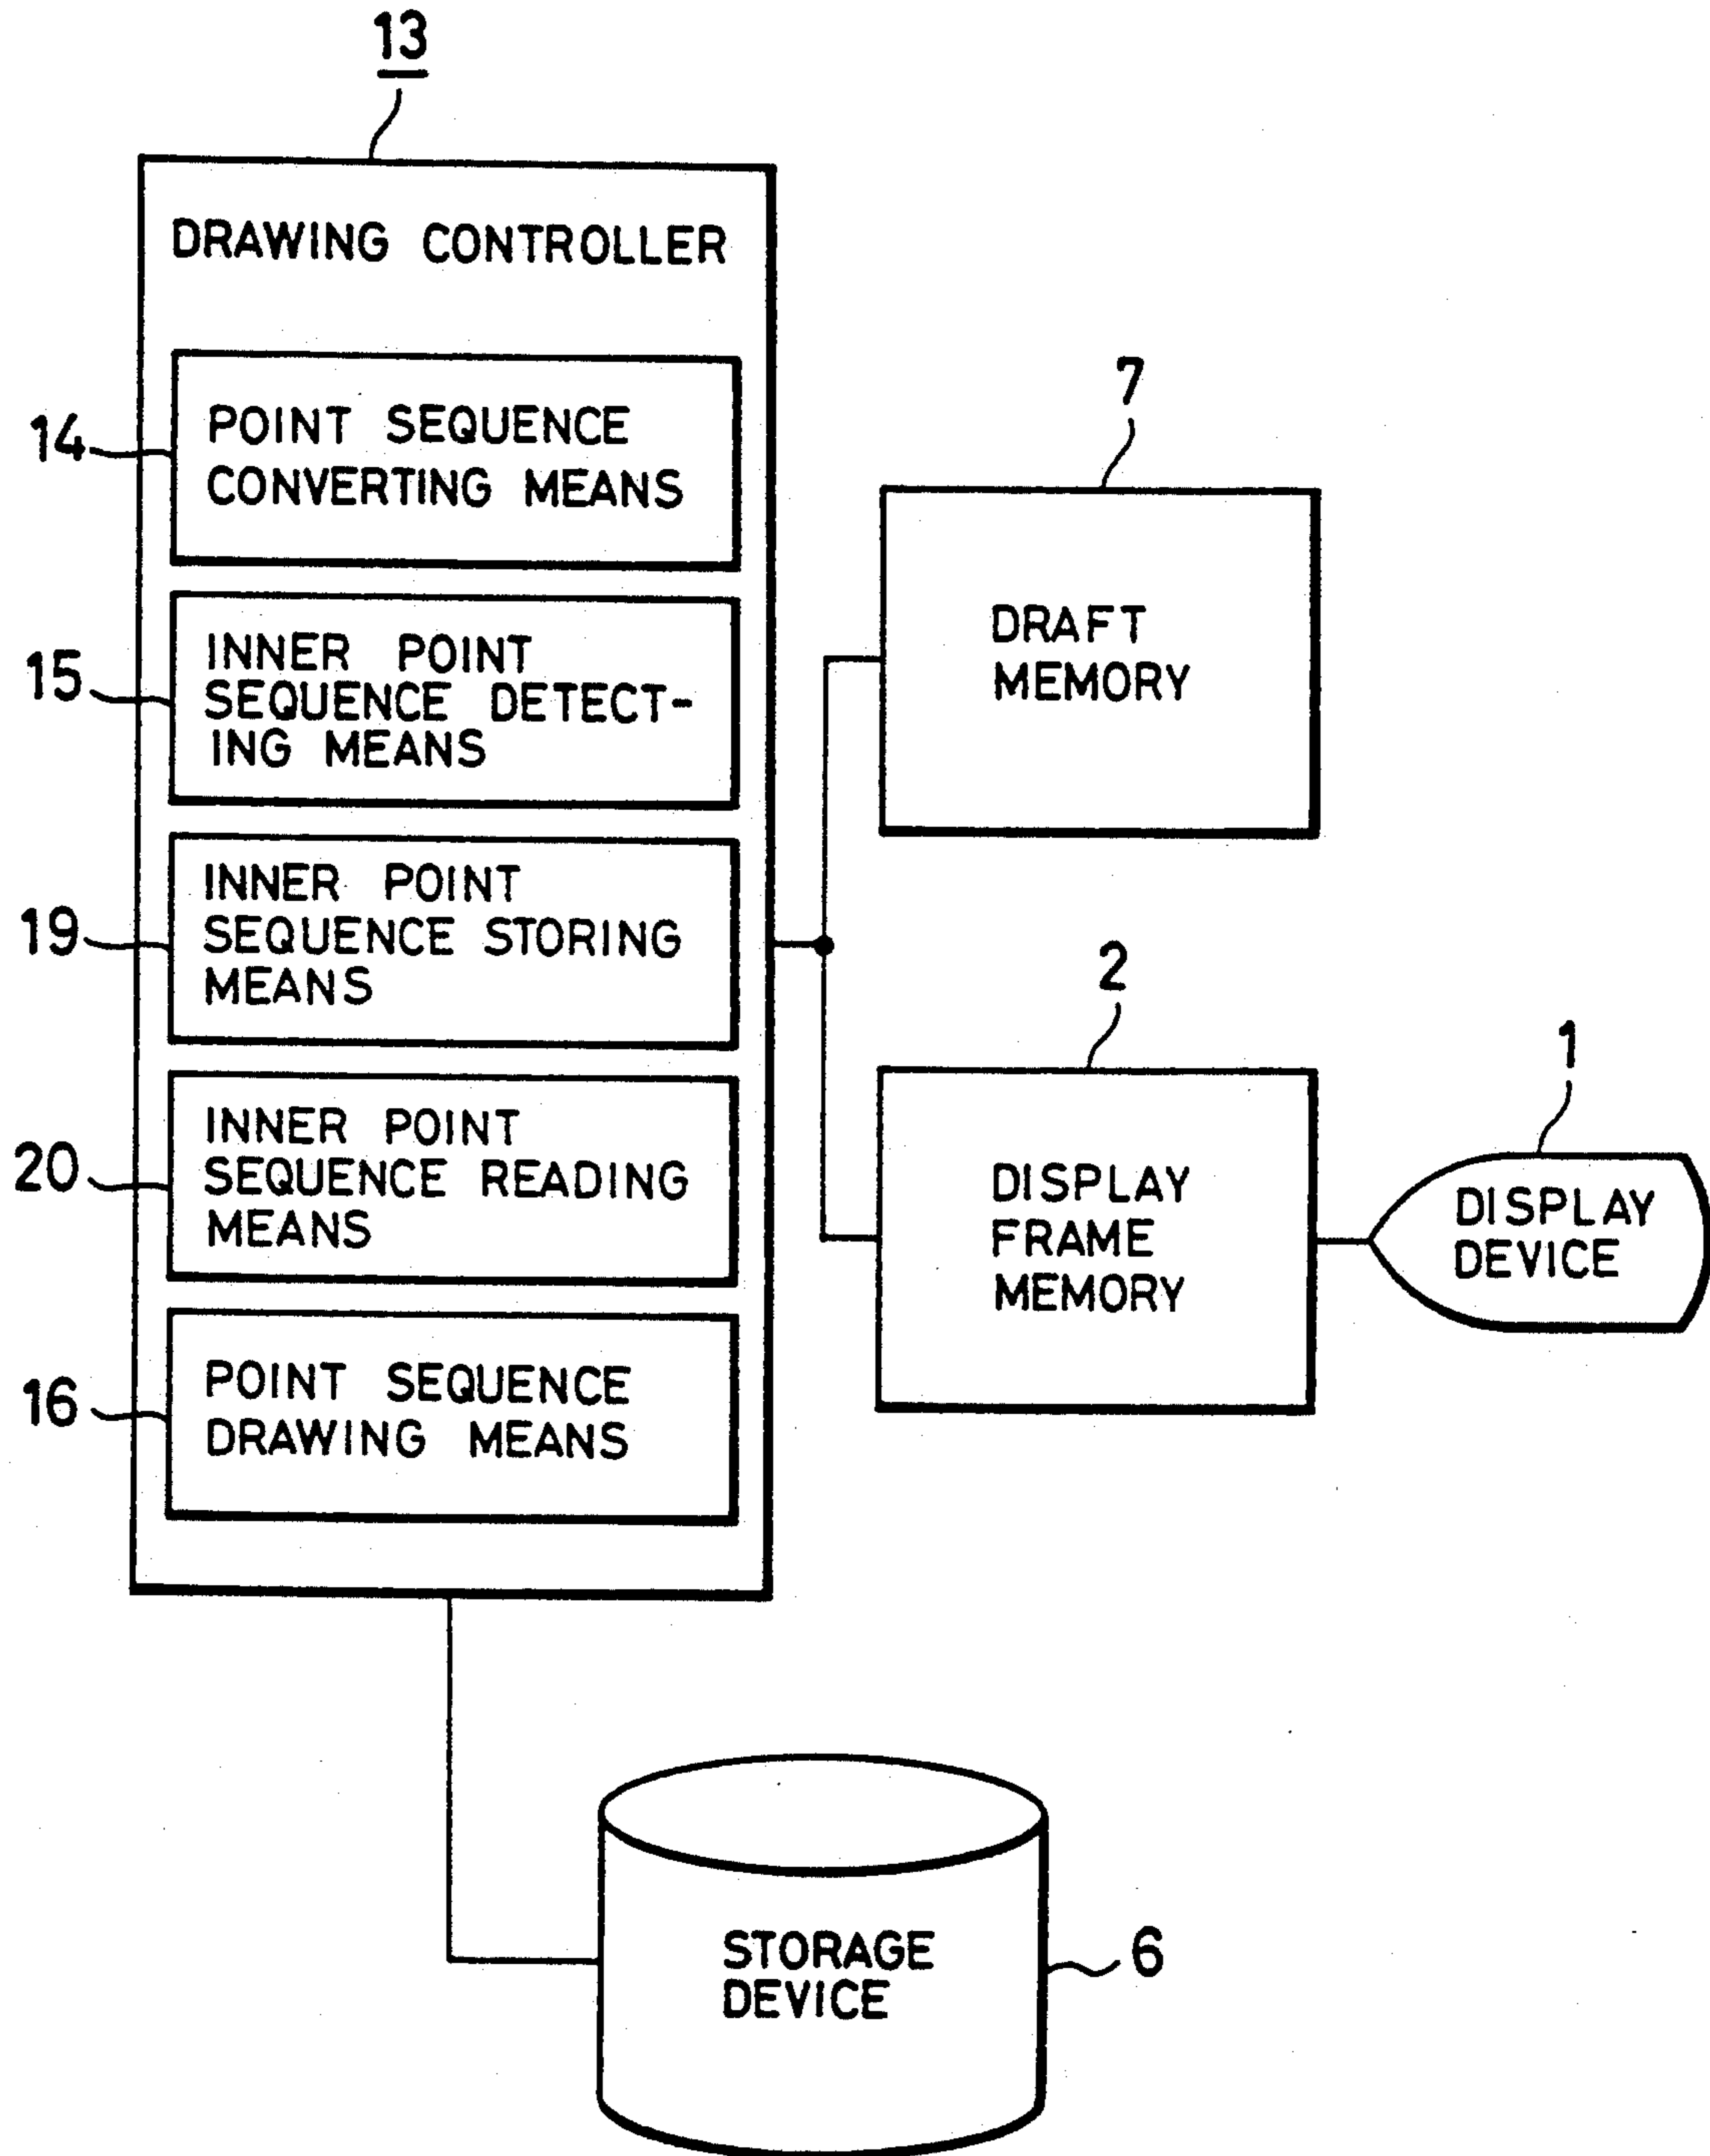 13
DRAWING CONTROLLER
14
POINT SEQUENCE
CONVERTING MEANS
15
INNER POINT
SEQUENCE DETECT-
ING MEANS
19
INNER POINT
SEQUENCE STORING
MEANS
20
INNER POINT
SEQUENCE READING
MEANS
16
POINT SEQUENCE
DRAWING MEANS
7
DRAFT
MEMORY
2
DISPLAY
FRAME
MEMORY
1
DISPLAY
DEVICE
STORAGE
DEVICE
6